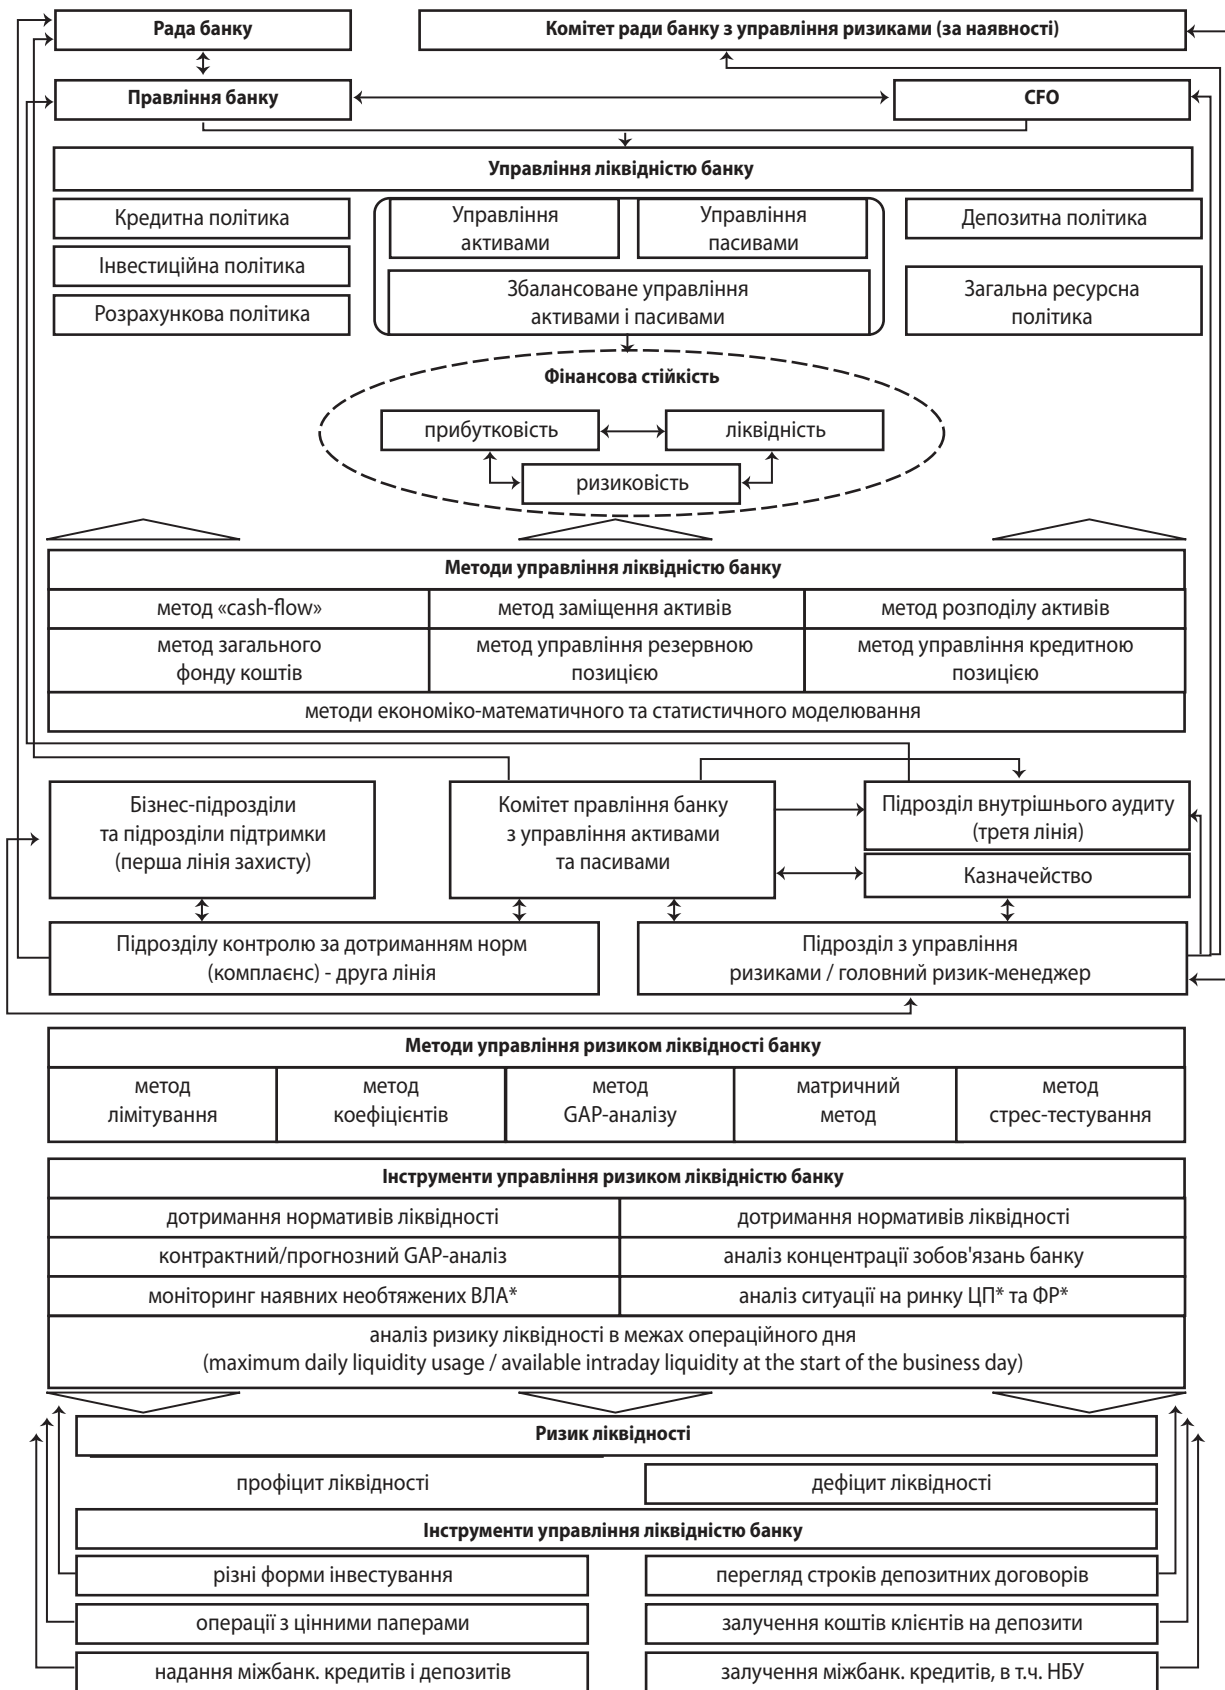 Рада банку
Комітет ради банку з управління ризиками (за наявності)
Правління банку
CFO
Управління ліквідністю банку
Кредитна політика
Інвестиційна політика
Розрахункова політика
Управління
активами
Управління
пасивами
Збалансоване управління
активами і пасивами
Депозитна політика
Загальна ресурсна
політика
Фінансова стійкість
прибутковість
ліквідність
ризиковість
Методи управління ліквідністю банку
метод «cash-flow»
метод заміщення активів
метод розподілу активів
метод загального
фонду коштів
метод управління резервною
позицією
метод управління кредитною
позицією
методи економіко-математичного та статистичного моделювання
Бізнес-підрозділи
та підрозділи підтримки
(перша лінія захисту)
Комітет правління банку
з управління активами
та пасивами
Підрозділ внутрішнього аудиту
(третя лінія)
Казначейство
Підрозділу контролю за дотриманням норм
(комплаєнс) - друга лінія
Підрозділ з управління
ризиками / головний ризик-менеджер
Методи управління ризиком ліквідності банку
метод
лімітування
метод
коефіцієнтів
метод
GAP-аналізу
матричний
метод
метод
стрес-тестування
Інструменти управління ризиком ліквідністю банку
дотримання нормативів ліквідності
дотримання нормативів ліквідності
контрактний/прогнозний GAP-аналіз
аналіз концентрації зобов'язань банку
моніторинг наявних необтяжених ВЛА*
аналіз ситуації на ринку ЦП* та ФР*
аналіз ризику ліквідності в межах операційного дня
(maximum daily liquidity usage / available intraday liquidity at the start of the business day)
Ризик ліквідності
профіцит ліквідності
дефіцит ліквідності
Інструменти управління ліквідністю банку
різні форми інвестування
перегляд строків депозитних договорів
операції з цінними паперами
залучення коштів клієнтів на депозити
надання міжбанк. кредитів і депозитів
залучення міжбанк. кредитів, в т.ч. НБУ